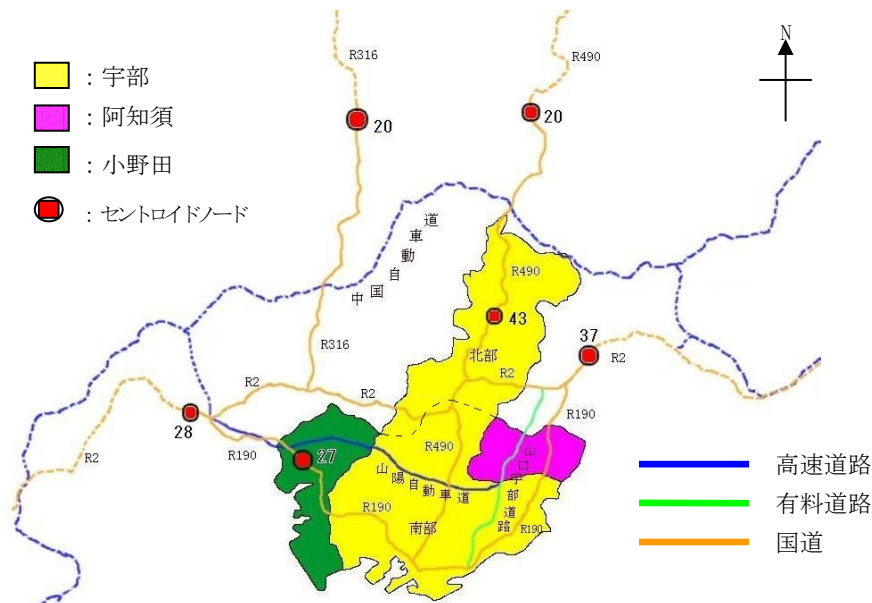 ：宇部
：阿知須
：小野田
：セントロイドノード
R316
R490
N
20
20
中国自動車道
R490
43
37
R316
北部
R2
R2
R2
R2
R190
28
R190
R490
27
R2
山陽自動車道
山口宇部道路
R190
南部
R190
高速道路
有料道路
国道